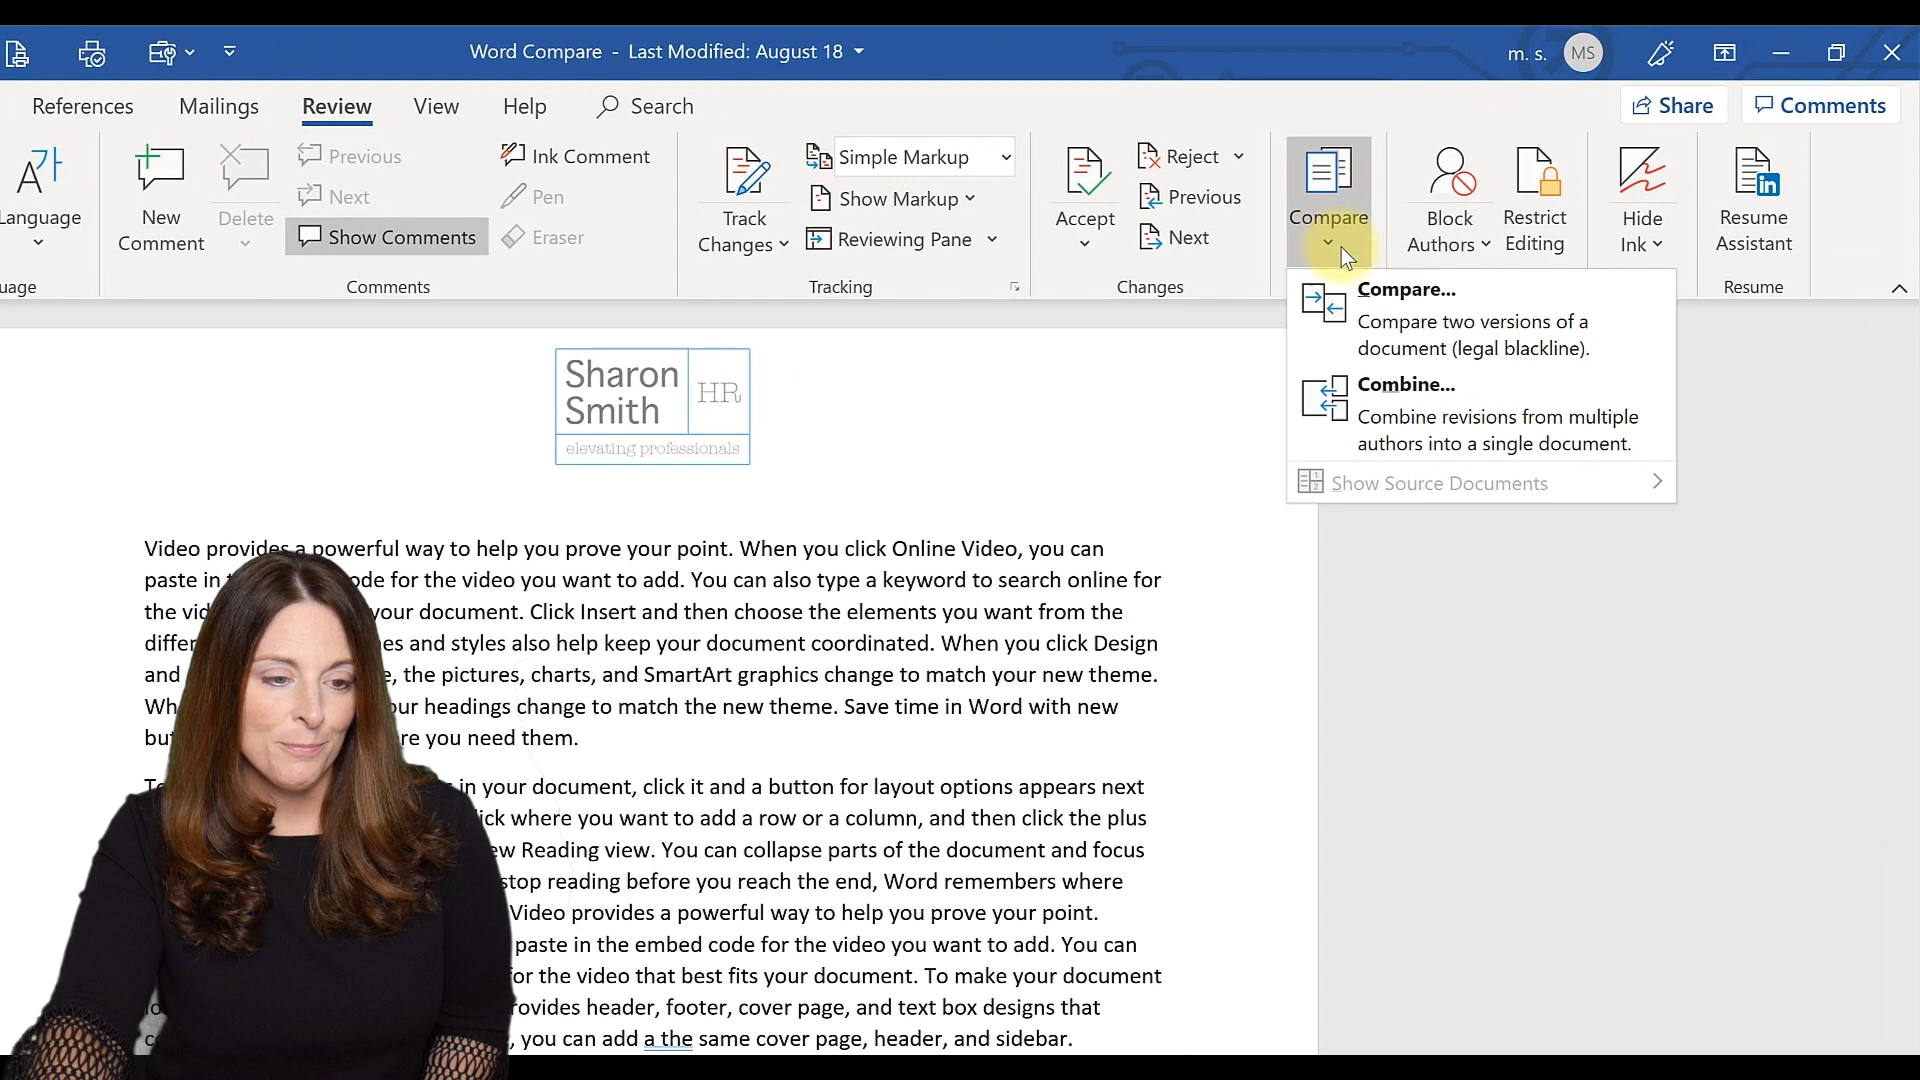 Word Compare - Last Modified: August 18
m. s. MS
References Mailings Review View Help Search
Share Comments
Language
New Comment
Delete
Previous
Next
Show Comments
Ink Comment
Pen
Eraser
Comments
Track Changes
Simple Markup
Show Markup
Reviewing Pane
Tracking
Accept
Reject
Previous
Next
Changes
Compare
Block Authors
Restrict Editing
Hide Ink
Resume Assistant
Resume
Compare...
Compare two versions of a
document (legal blackline).
Combine...
Combine revisions from multiple
authors into a single document.
Show Source Documents
Sharon
Smith
HR
elevating professionals
Video provides a powerful way to help you prove your point. When you click Online Video, you can
paste in for the video you want to add. You can also type a keyword to search online for
the your document. Click Insert and then choose the elements you want from the
and styles also help keep your document coordinated. When you click Design
and the pictures, charts, and SmartArt graphics change to match your new theme.
headings change to match the new theme. Save time in Word with new
you need them.
in your document, click it and a button for layout options appears next
where you want to add a row or a column, and then click the plus
Reading view. You can collapse parts of the document and focus
stop reading before you reach the end, Word remembers where
Video provides a powerful way to help you prove your point.
paste in the embed code for the video you want to add. You can
for the video that best fits your document. To make your document
header, footer, cover page, and text box designs that
, you can add a the same cover page, header, and sidebar.